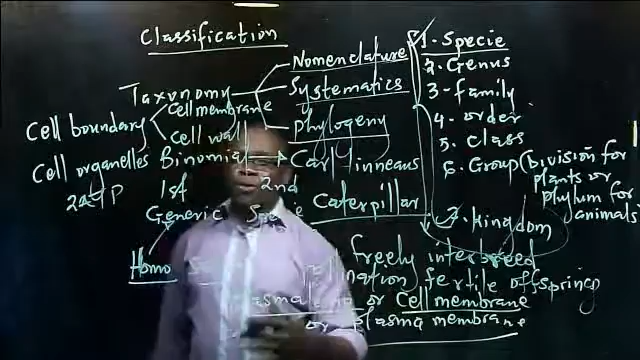 Classification
Taxonomy
Nomenclature
Systematics
Phylogeny
Cell boundary
Cell membrane
Cell wall
Cell organelles
Binomial
Carl Linneaus
1st
2nd
Generic
Specie
Caterpillar
Homo
freely interbreed
fertile offspring
or Cell membrane
or plasma membrane
1. Specie
2. Genus
3. family
4. order
5. class
6. Group (Division for
plants or
phylum for
animals
7. Kingdom